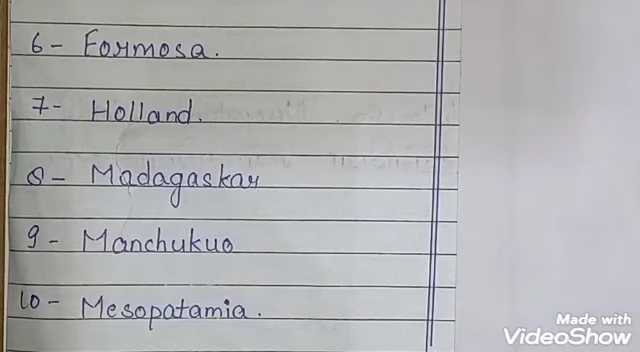 6- Formosa.
7- Holland.
8- Madagaskar
9- Manchukuo
10- Mesopatamia.
Made with
VideoShow